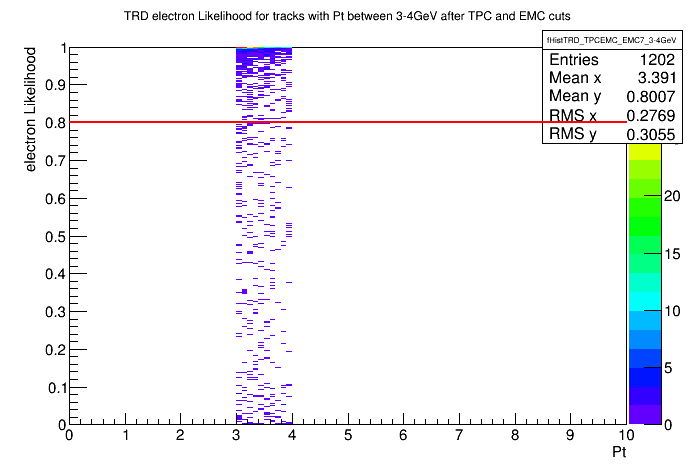 TRD electron Likelihood for tracks with Pt between 3-4GeV after TPC and EMC cuts
fHistTRD_TPCEMC_EMC7_3-4GeV
Entries 1202
Mean x 3.391
Mean y 0.8007
RMS x 0.2769
RMS y 0.3055
electron Likelihood
1
0.9
0.8
0.7
0.6
0.5
0.4
0.3
0.2
0.1
0
0 1 2 3 4 5 6 7 8 9 10
Pt
20
15
10
5
0